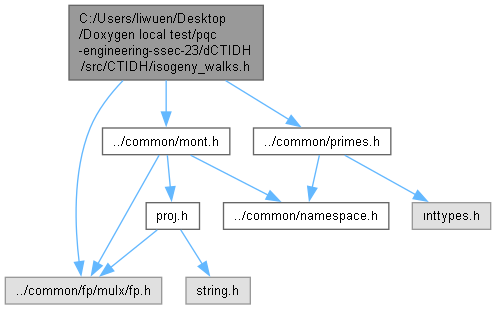 C:/Users/liwuen/Desktop
/Doxygen local test/pqc
-engineering-ssec-23/dCTIDH
/src/CTIDH/isogeny_walks.h
../common/mont.h
../common/primes.h
proj.h
../common/namespace.h
inttypes.h
../common/fp/mulx/fp.h
string.h